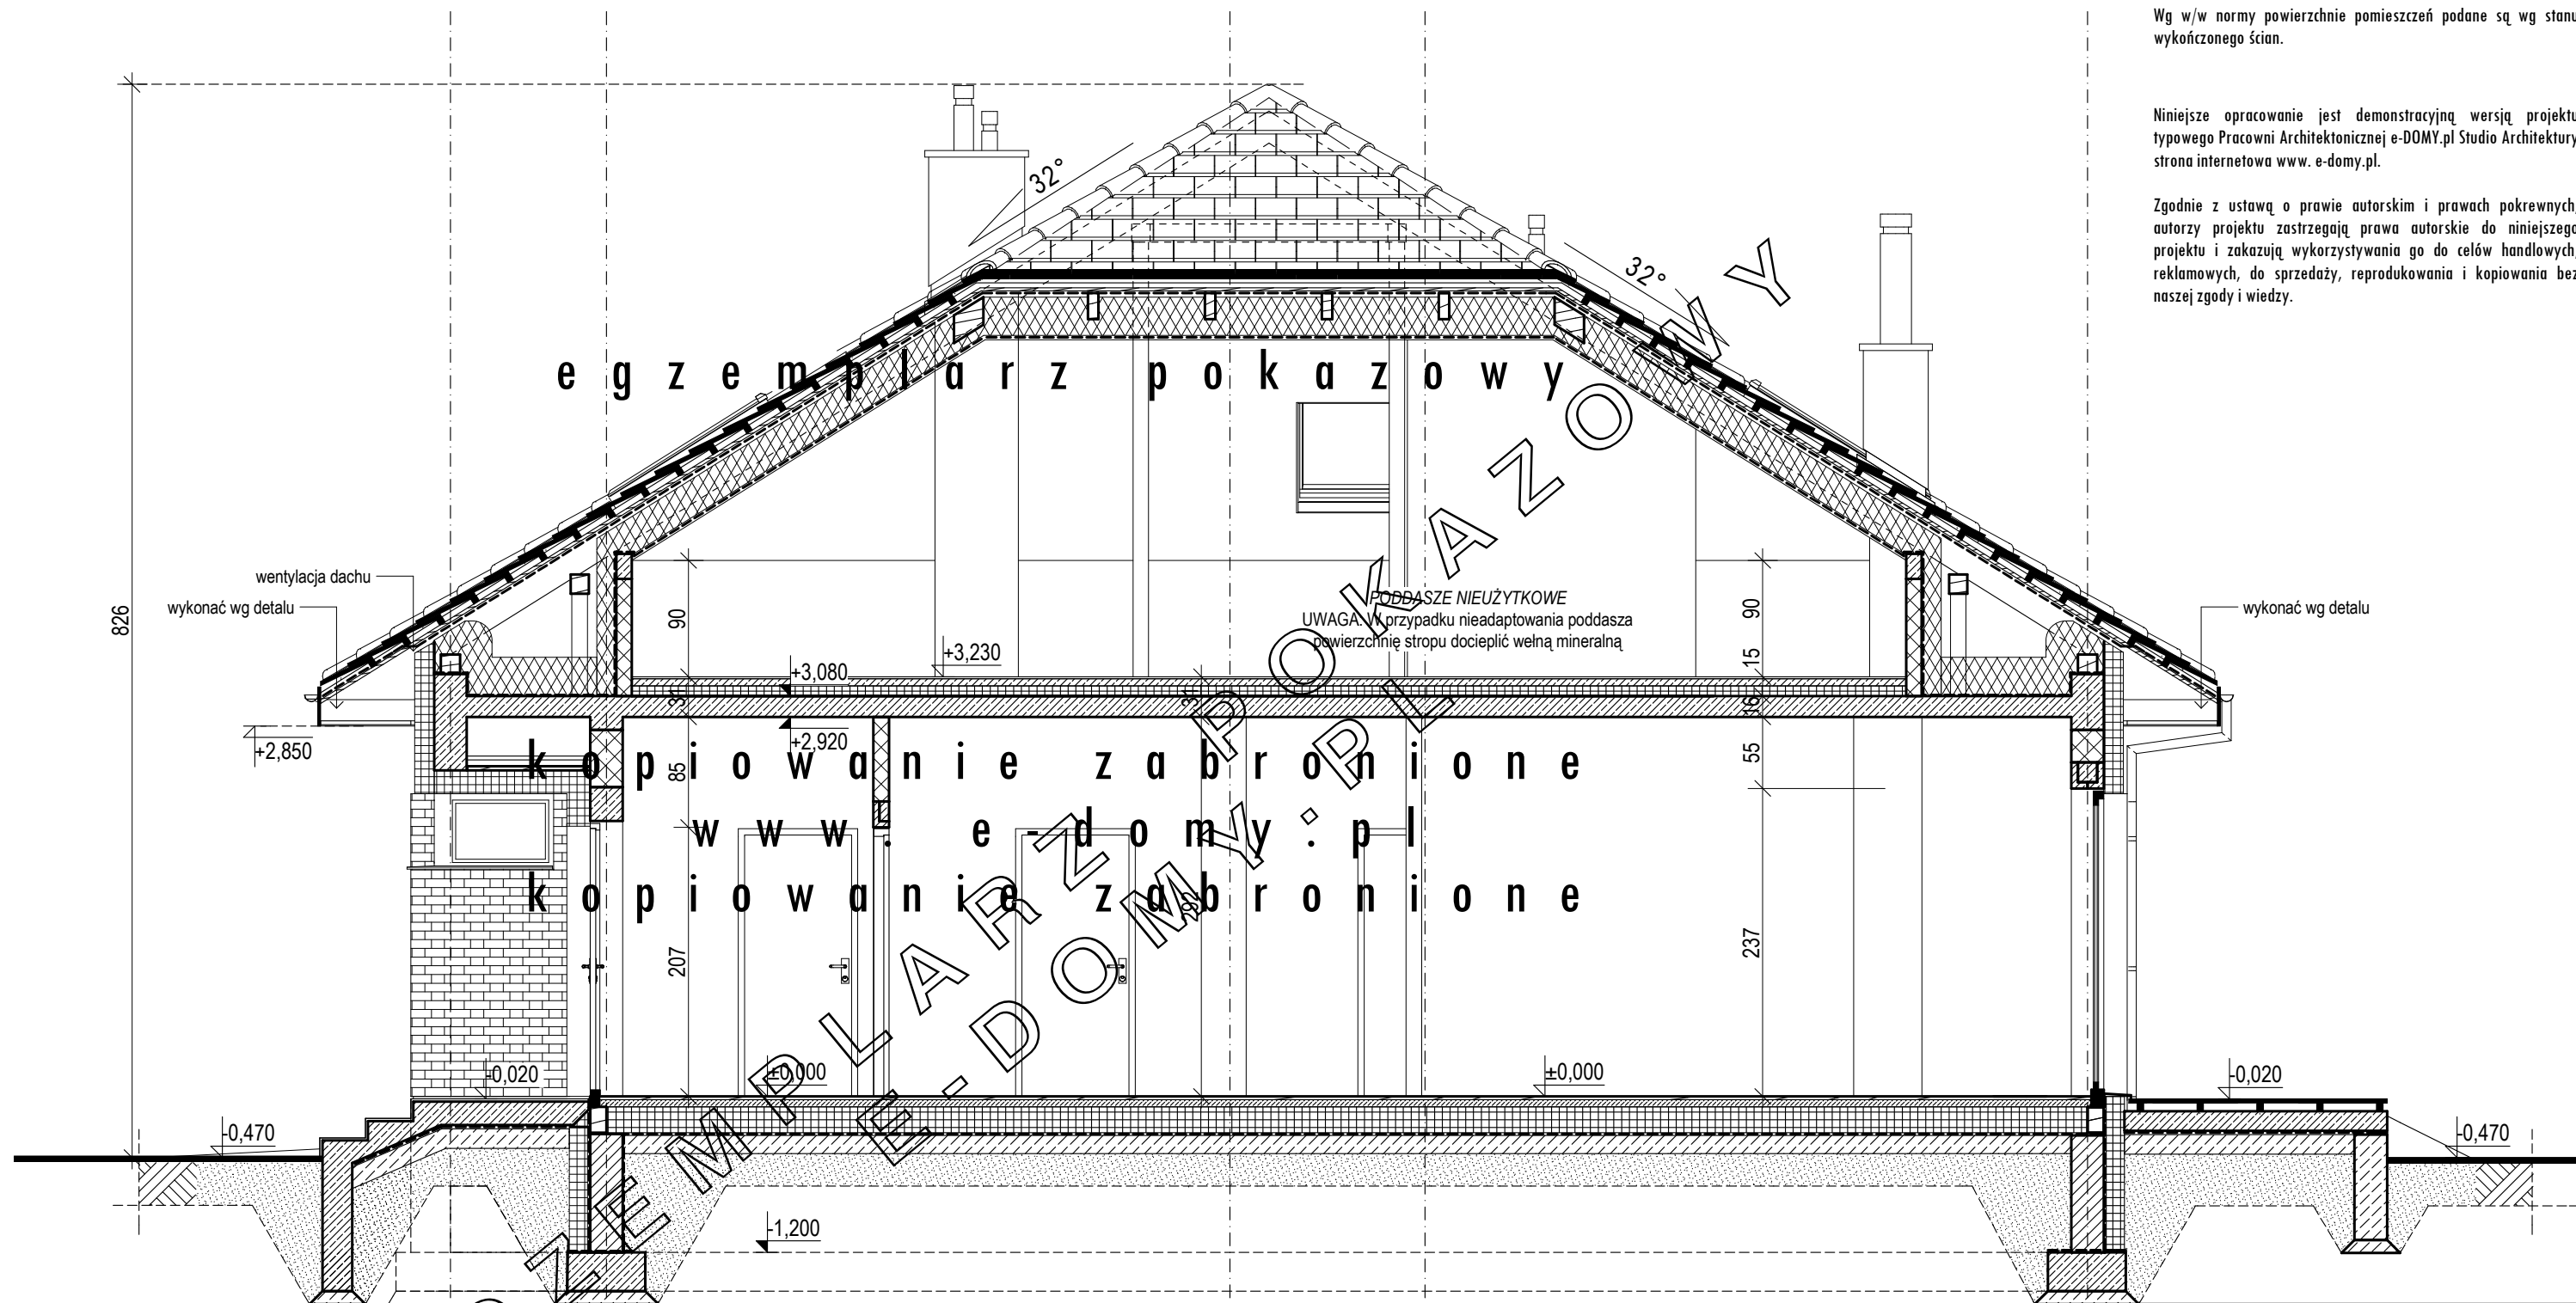 Wg w/w normy powierzchnie pomieszczeń podane są wg stanu
wykończonego ścian.
Niniejsze opracowanie jest demonstracyjną wersją projektu
typowego Pracowni Architektonicznej e-DOMY.pl Studio Architektury
strona internetowa www. e-domy.pl.
Zgodnie z ustawą o prawie autorskim i prawach pokrewnych,
autorzy projektu zastrzegają prawa autorskie do niniejszego
projektu i zakazują wykorzystywania go do celów handlowych,
reklamowych, do sprzedaży, reprodukowania i kopiowania bez
naszej zgody i wiedzy.
32°
32°
egzemplarz pokazowy
wentylacja dachu
wykonać wg detalu
wykonać wg detalu
826
90
90
PODDASZE NIEUŻYTKOWE
UWAGA. W przypadku nieadaptowania poddasza
powierzchnię stropu docieplić wełną mineralną
+3,230
+3,080
15
31
31
16
+2,850
+2,920
kopiowanie zabronione
85
55
www.e-domy.pl
kopiowanie zabronione
292
207
237
-0,020
±0,000
±0,000
-0,020
-0,470
-0,470
-1,200
EGZEMPLARZ POKAZOWY
E-DOMY.PL